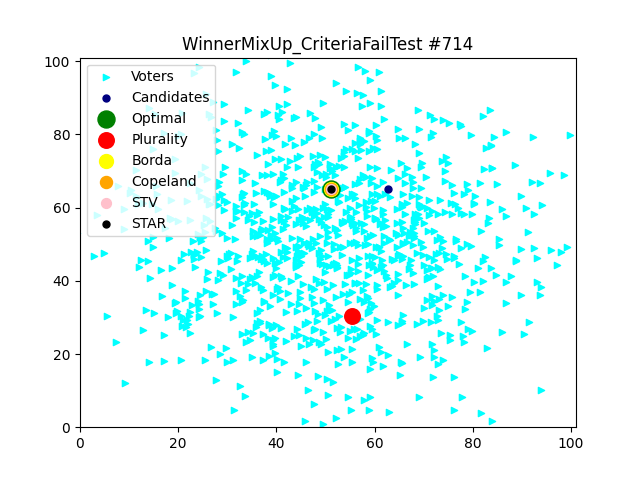 WinnerMixUp_CriteriaFailTest #714
100
80
60
40
20
0
Voters
Candidates
Optimal
Plurality
Borda
Copeland
STV
STAR
0 20 40 60 80 100